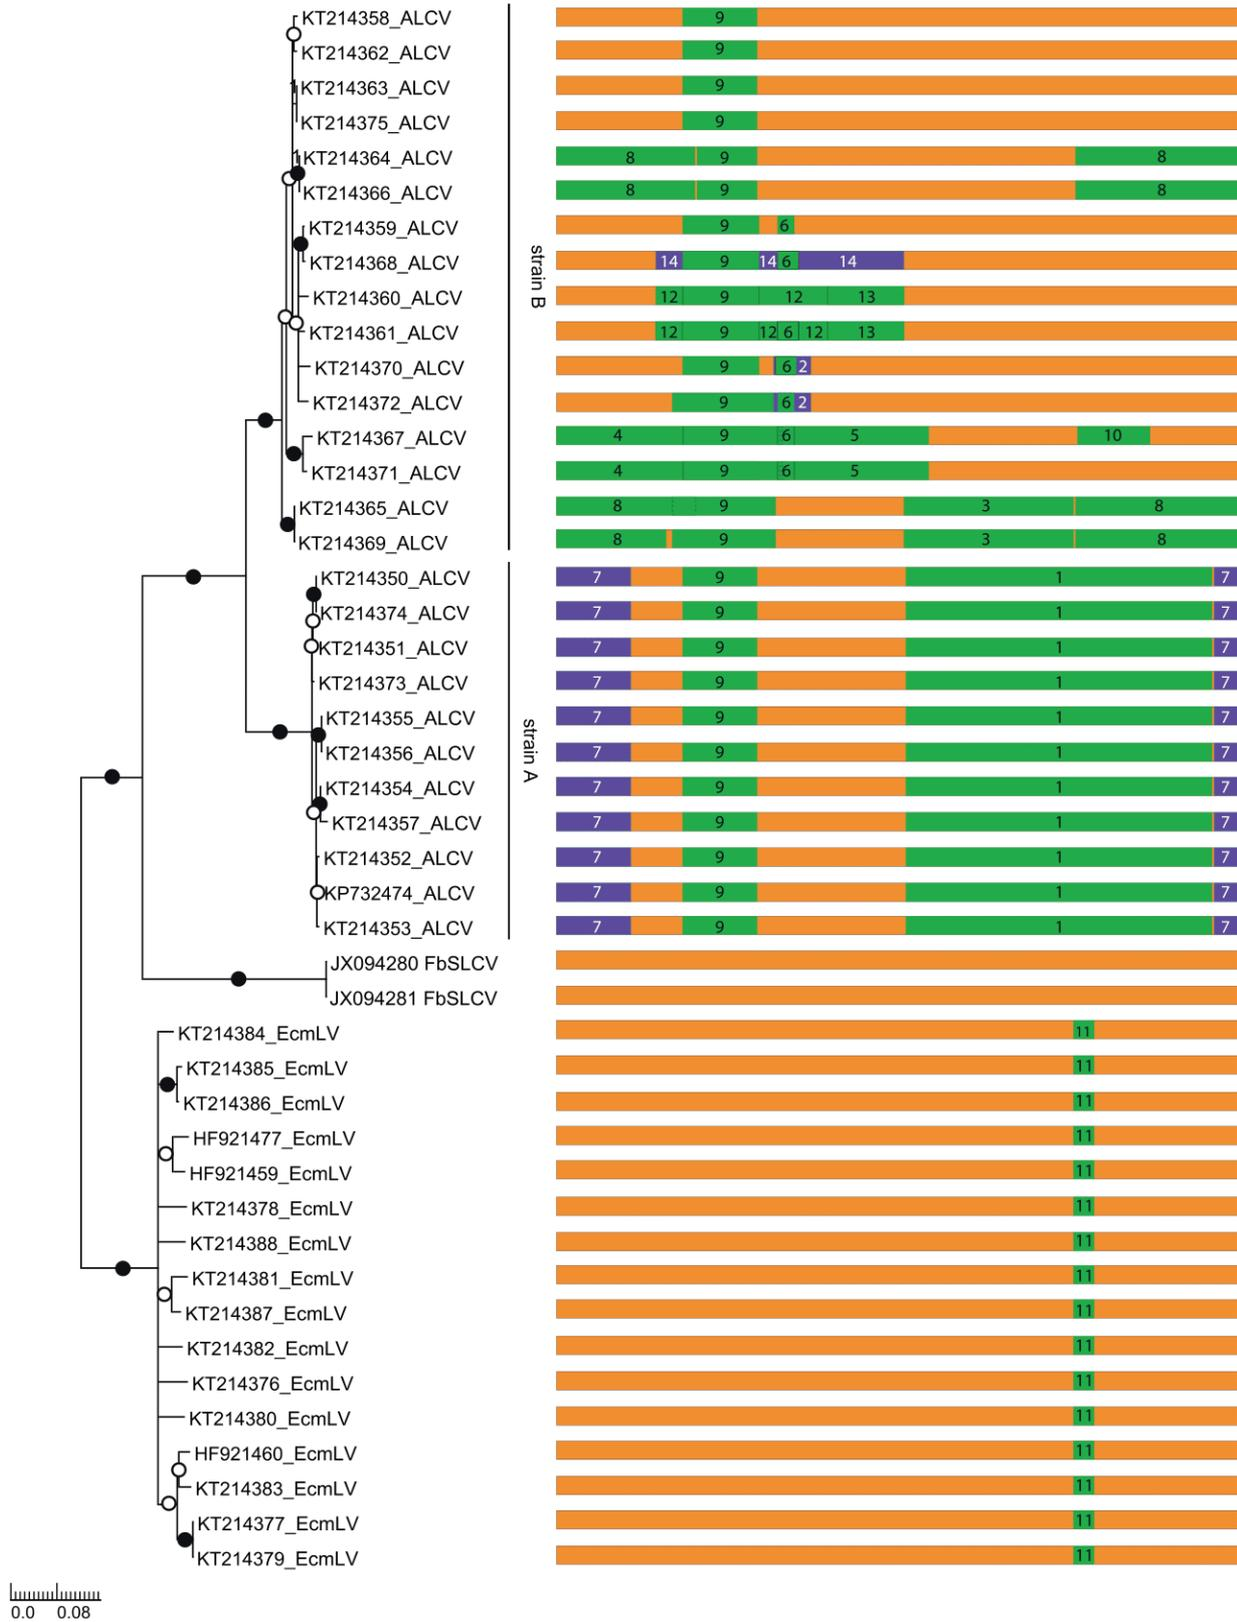 KT214358_ALCV 9
KT214362_ALCV 9
KT214363_ALCV 9
KT214375_ALCV 9
KT214364_ALCV 8 9 8
KT214366_ALCV 8 9 8
KT214359_ALCV 9 6
KT214368_ALCV 14 9 14 6 14
strain B
KT214360_ALCV 12 9 12 13
KT214361_ALCV 12 9 12 6 12 13
KT214370_ALCV 9 6 2
KT214372_ALCV 9 6 2
KT214367_ALCV 4 9 6 5 10
KT214371_ALCV 4 9 6 5
KT214365_ALCV 8 9 3 8
KT214369_ALCV 8 9 3 8
KT214350_ALCV 7 9 1 7
KT214374_ALCV 7 9 1 7
KT214351_ALCV 7 9 1 7
KT214373_ALCV 7 9 1 7
KT214355_ALCV 7 9 1 7
strain A
KT214356_ALCV 7 9 1 7
KT214354_ALCV 7 9 1 7
KT214357_ALCV 7 9 1 7
KT214352_ALCV 7 9 1 7
KP732474_ALCV 7 9 1 7
KT214353_ALCV 7 9 1 7
JX094280 FbSLCV
JX094281 FbSLCV
KT214384_EcmLV 11
KT214385_EcmLV 11
KT214386_EcmLV 11
HF921477_EcmLV 11
HF921459_EcmLV 11
KT214378_EcmLV 11
KT214388_EcmLV 11
KT214381_EcmLV 11
KT214387_EcmLV 11
KT214382_EcmLV 11
KT214376_EcmLV 11
KT214380_EcmLV 11
HF921460_EcmLV 11
KT214383_EcmLV 11
KT214377_EcmLV 11
KT214379_EcmLV 11
0.0 0.08